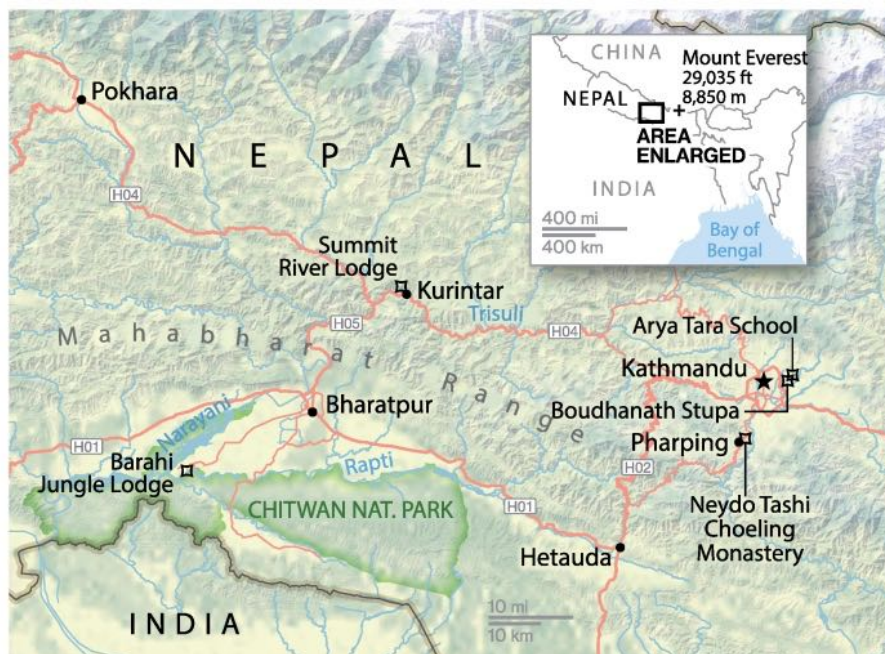 CHINA
Mount Everest
29,035 ft
8,850 m
NEPAL
AREA
ENLARGED
INDIA
400 mi
400 km
Bay of
Bengal
Pokhara
NEPAL
H04
Summit
River Lodge
Kurintar
Trisuli
H05
H04
Arya Tara School
Mahabharat Range
Kathmandu
Boudhanath Stupa
Bharatpur
Narayani
H01
Pharping
Barahi
Jungle Lodge
Rapti
H02
CHITWAN NAT. PARK
H01
Neydo Tashi
Choeling
Monastery
Hetauda
INDIA
10 mi
10 km